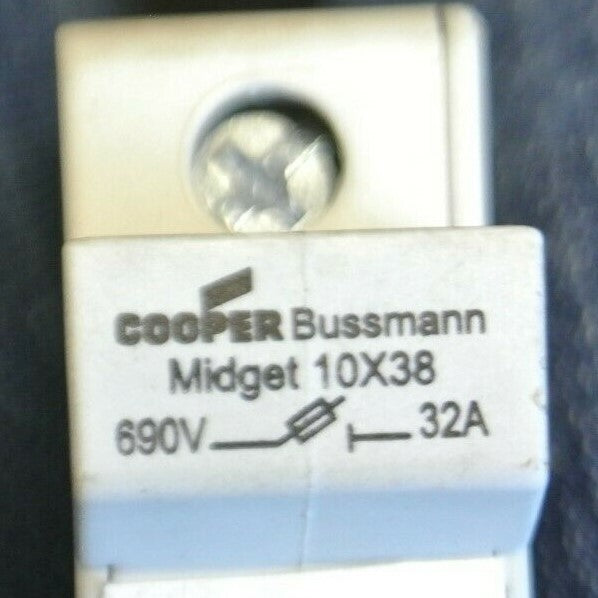 COOPER Bussmann
Midget 10X38
690V 32A